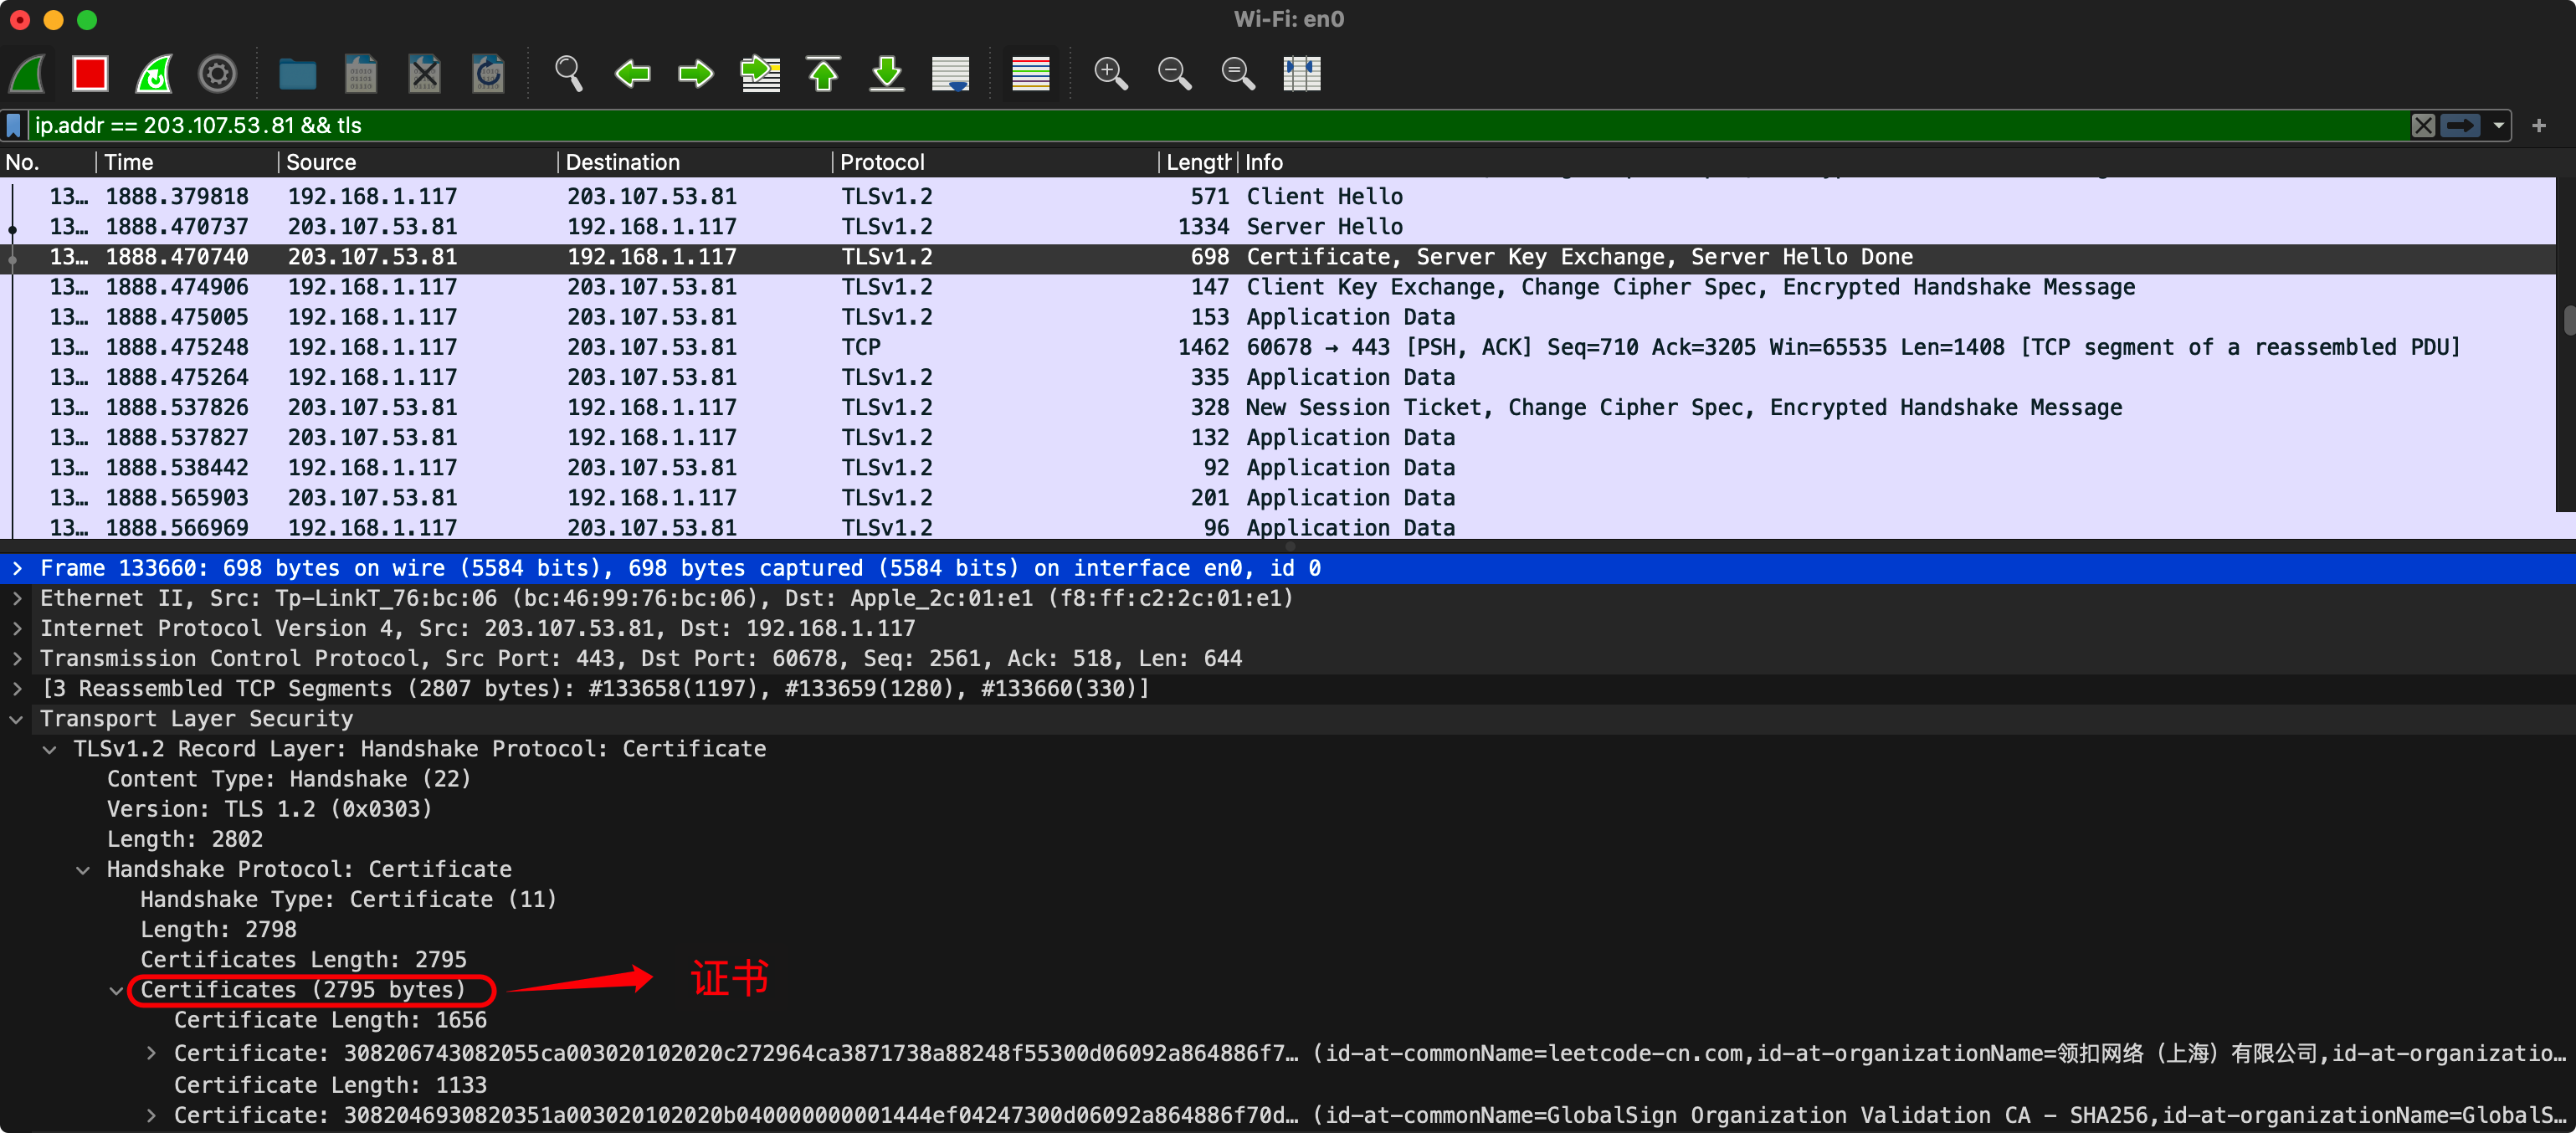 Wi-Fi: en0
ip.addr == 203.107.53.81 && tls
No. Time Source Destination Protocol Length Info
13… 1888.379818 192.168.1.117 203.107.53.81 TLSv1.2 571 Client Hello
13… 1888.470737 203.107.53.81 192.168.1.117 TLSv1.2 1334 Server Hello
13… 1888.470740 203.107.53.81 192.168.1.117 TLSv1.2 698 Certificate, Server Key Exchange, Server Hello Done
13… 1888.474906 192.168.1.117 203.107.53.81 TLSv1.2 147 Client Key Exchange, Change Cipher Spec, Encrypted Handshake Message
13… 1888.475005 192.168.1.117 203.107.53.81 TLSv1.2 153 Application Data
13… 1888.475248 192.168.1.117 203.107.53.81 TCP 1462 60678 → 443 [PSH, ACK] Seq=710 Ack=3205 Win=65535 Len=1408 [TCP segment of a reassembled PDU]
13… 1888.475264 192.168.1.117 203.107.53.81 TLSv1.2 335 Application Data
13… 1888.537826 203.107.53.81 192.168.1.117 TLSv1.2 328 New Session Ticket, Change Cipher Spec, Encrypted Handshake Message
13… 1888.537827 203.107.53.81 192.168.1.117 TLSv1.2 132 Application Data
13… 1888.538442 192.168.1.117 203.107.53.81 TLSv1.2 92 Application Data
13… 1888.565903 203.107.53.81 192.168.1.117 TLSv1.2 201 Application Data
13… 1888.566969 192.168.1.117 203.107.53.81 TLSv1.2 96 Application Data
Frame 133660: 698 bytes on wire (5584 bits), 698 bytes captured (5584 bits) on interface en0, id 0
Ethernet II, Src: Tp-LinkT_76:bc:06 (bc:46:99:76:bc:06), Dst: Apple_2c:01:e1 (f8:ff:c2:2c:01:e1)
Internet Protocol Version 4, Src: 203.107.53.81, Dst: 192.168.1.117
Transmission Control Protocol, Src Port: 443, Dst Port: 60678, Seq: 2561, Ack: 518, Len: 644
[3 Reassembled TCP Segments (2807 bytes): #133658(1197), #133659(1280), #133660(330)]
Transport Layer Security
TLSv1.2 Record Layer: Handshake Protocol: Certificate
Content Type: Handshake (22)
Version: TLS 1.2 (0x0303)
Length: 2802
Handshake Protocol: Certificate
Handshake Type: Certificate (11)
Length: 2798
Certificates Length: 2795
Certificates (2795 bytes) 证书
Certificate Length: 1656
Certificate: 308206743082055ca003020102020c272964ca3871738a88248f55300d06092a864886f7… (id-at-commonName=leetcode-cn.com,id-at-organizationName=领扣网络（上海）有限公司,id-at-organizatio…
Certificate Length: 1133
Certificate: 3082046930820351a003020102020b040000000001444ef04247300d06092a864886f70d… (id-at-commonName=GlobalSign Organization Validation CA - SHA256,id-at-organizationName=GlobalS…